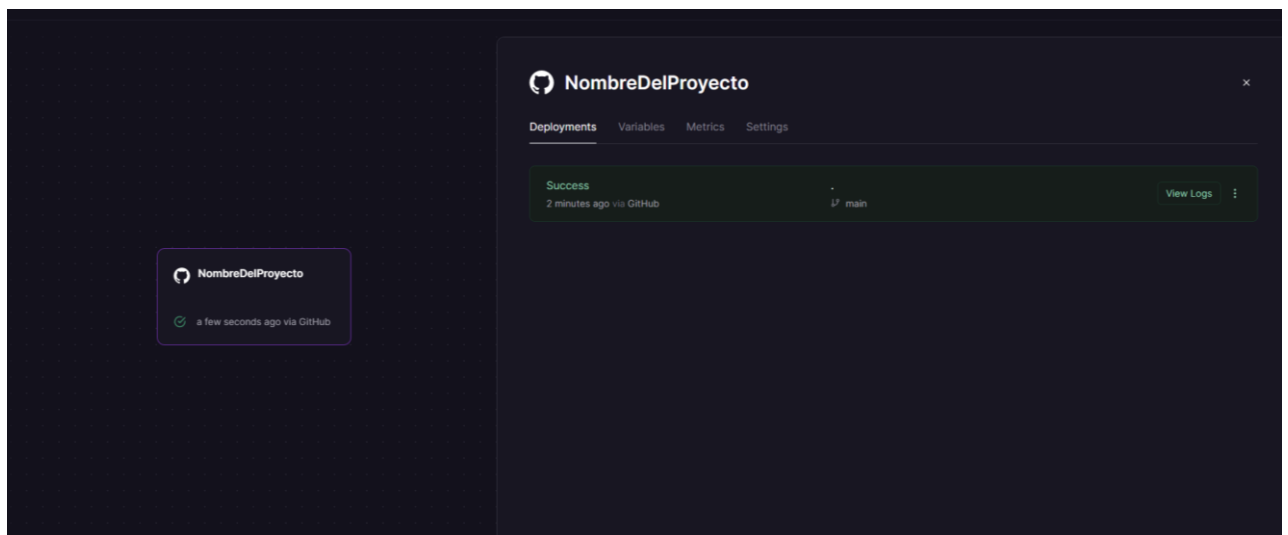 NombreDelProyecto
a few seconds ago via GitHub
NombreDelProyecto
Deployments Variables Metrics Settings
Success
2 minutes ago via GitHub
.
main
View Logs